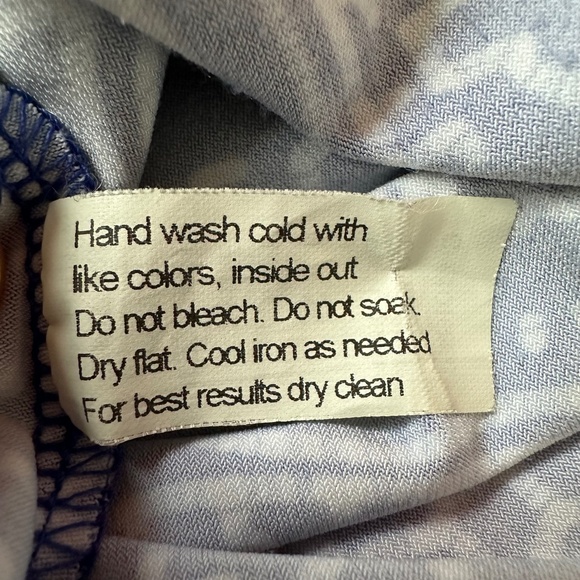 Hand wash cold with
like colors, inside out
Do not bleach. Do not soak.
Dry flat. Cool iron as needed
For best results dry clean